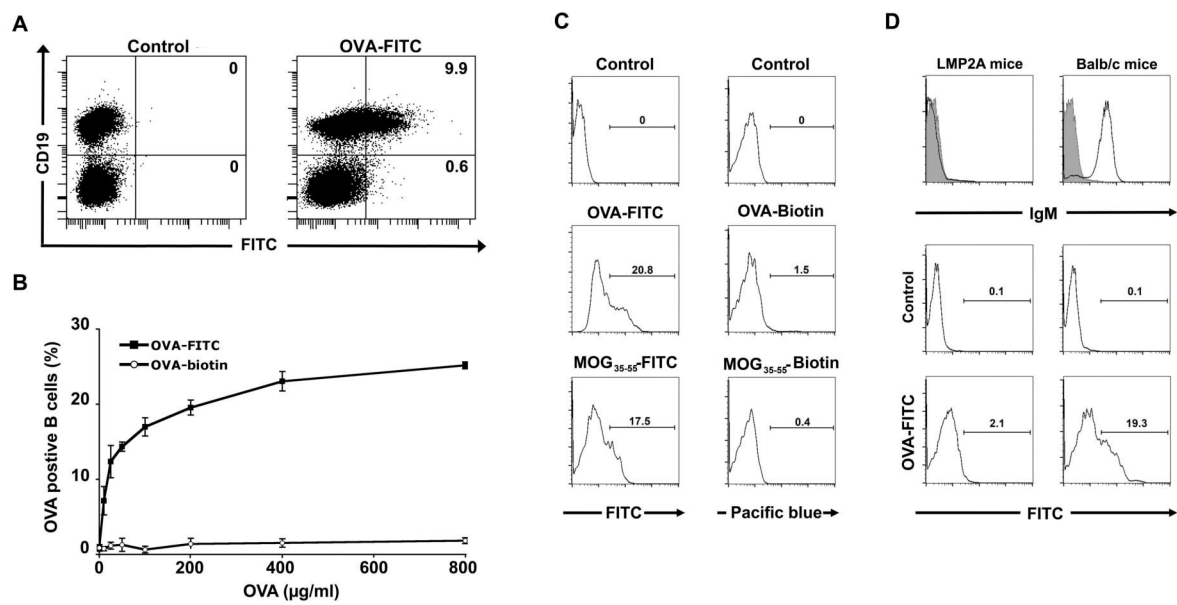 A
Control
OVA-FITC
0
9.9
0
0.6
CD19
FITC
B
30
20
10
0
OVA postive B cells (%)
OVA-FITC
OVA-biotin
0
200
400
600
800
OVA (µg/ml)
C
Control
Control
0
0
OVA-FITC
OVA-Biotin
20.8
1.5
MOG35-55-FITC
MOG35-55-Biotin
17.5
0.4
FITC
Pacific blue
D
LMP2A mice
Balb/c mice
IgM
Control
0.1
0.1
OVA-FITC
2.1
19.3
FITC